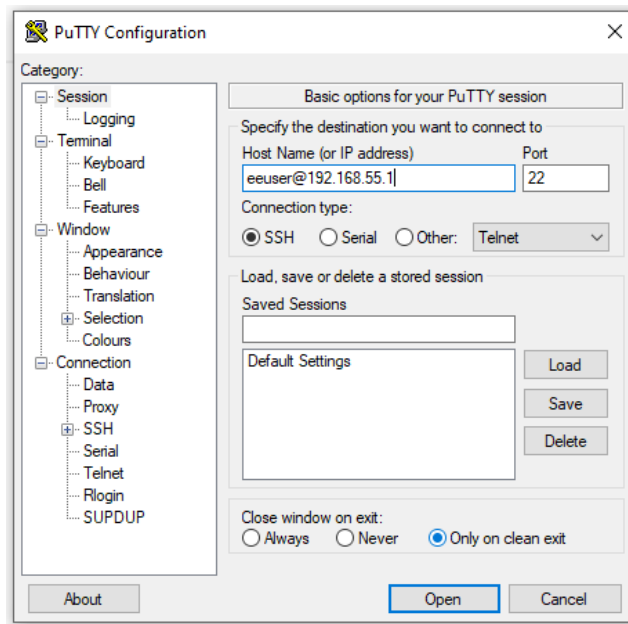 PuTTY Configuration
Category:
Session
Logging
Terminal
Keyboard
Bell
Features
Window
Appearance
Behaviour
Translation
Selection
Colours
Connection
Data
Proxy
SSH
Serial
Telnet
Rlogin
SUPDUP
Basic options for your PuTTY session
Specify the destination you want to connect to
Host Name (or IP address) Port
eeuser@192.168.55.1 22
Connection type:
SSH Serial Other: Telnet
Load, save or delete a stored session
Saved Sessions
Default Settings
Load
Save
Delete
Close window on exit:
Always Never Only on clean exit
About Open Cancel